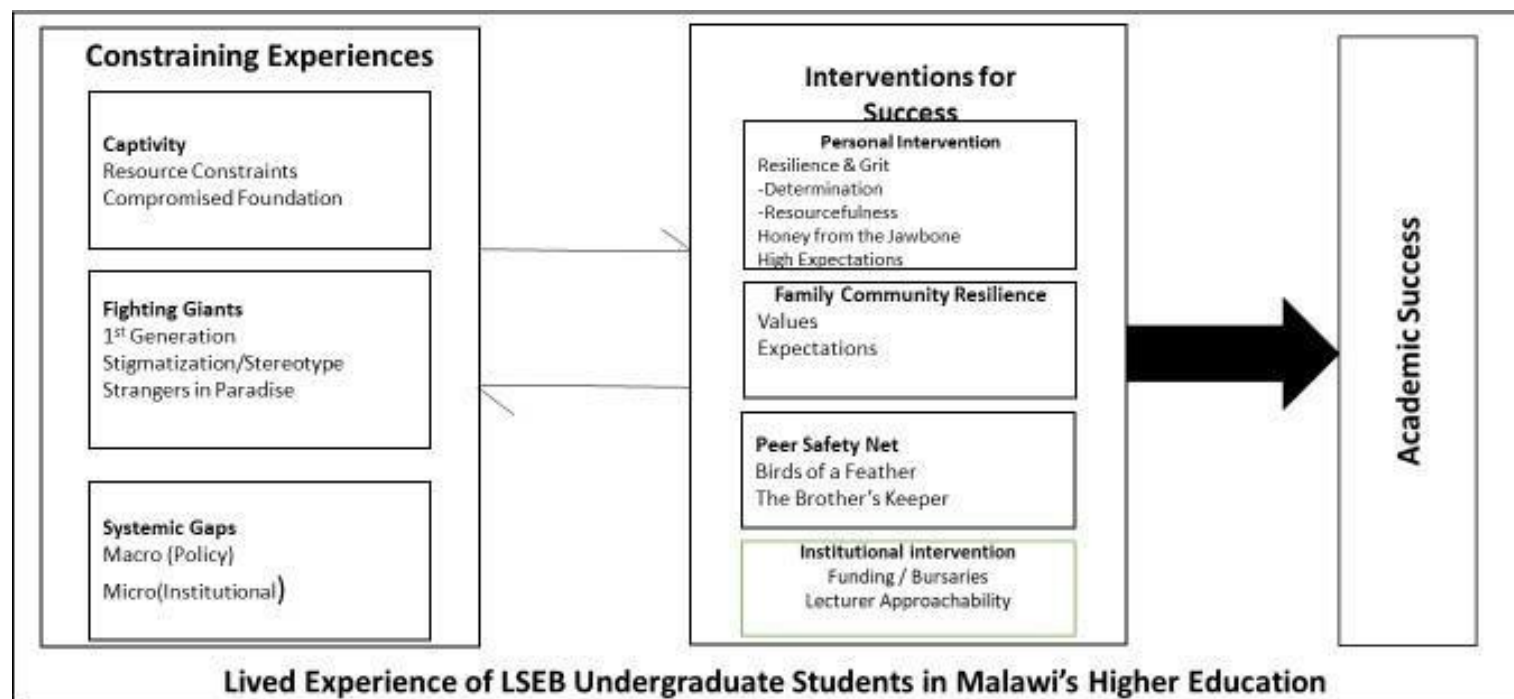 Constraining Experiences
Captivity
Resource Constraints
Compromised Foundation
Fighting Giants
1st Generation
Stigmatization/Stereotype
Strangers in Paradise
Systemic Gaps
Macro (Policy)
Micro(Institutional)
Interventions for
Success
Personal Intervention
Resilience & Grit
-Determination
-Resourcefulness
Honey from the Jawbone
High Expectations
Family Community Resilience
Values
Expectations
Peer Safety Net
Birds of a Feather
The Brother's Keeper
Institutional intervention
Funding / Bursaries
Lecturer Approachability
Academic Success
Lived Experience of LSEB Undergraduate Students in Malawi's Higher Education